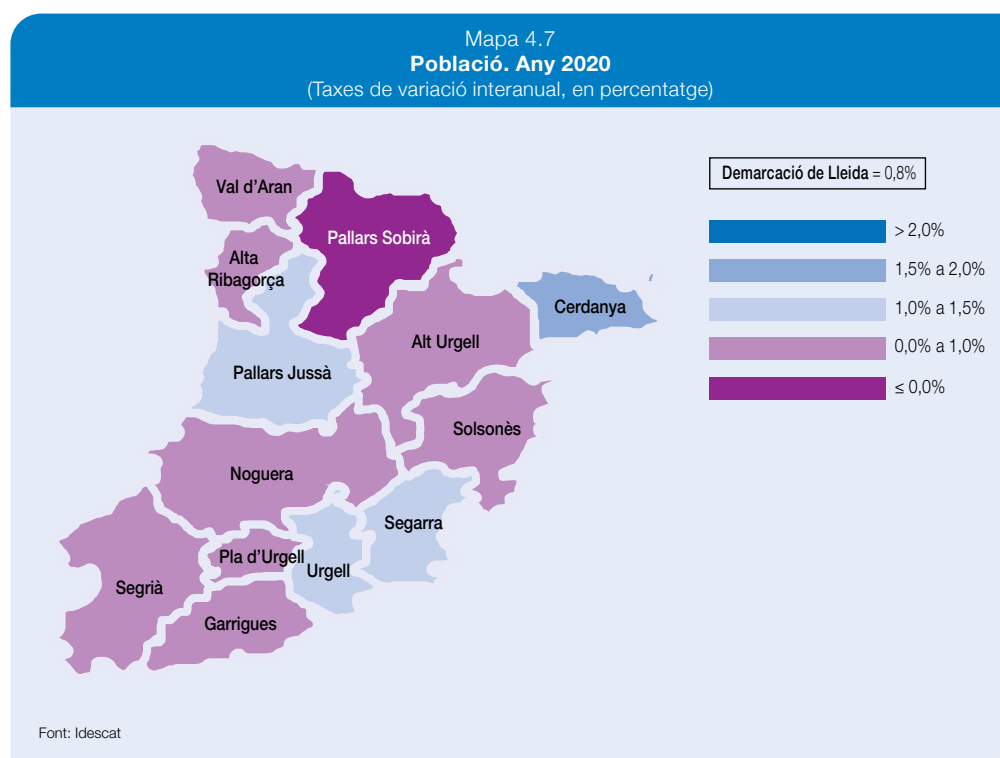 Mapa 4.7
Població. Any 2020
(Taxes de variació interanual, en percentatge)
Demarcació de Lleida = 0,8%
> 2,0%
1,5% a 2,0%
1,0% a 1,5%
0,0% a 1,0%
≤ 0,0%
Val d'Aran
Pallars Sobirà
Alta
Ribagorça
Cerdanya
Alt Urgell
Pallars Jussà
Solsonès
Noguera
Segarra
Pla d'Urgell
Urgell
Segrià
Garrigues
Font: Idescat